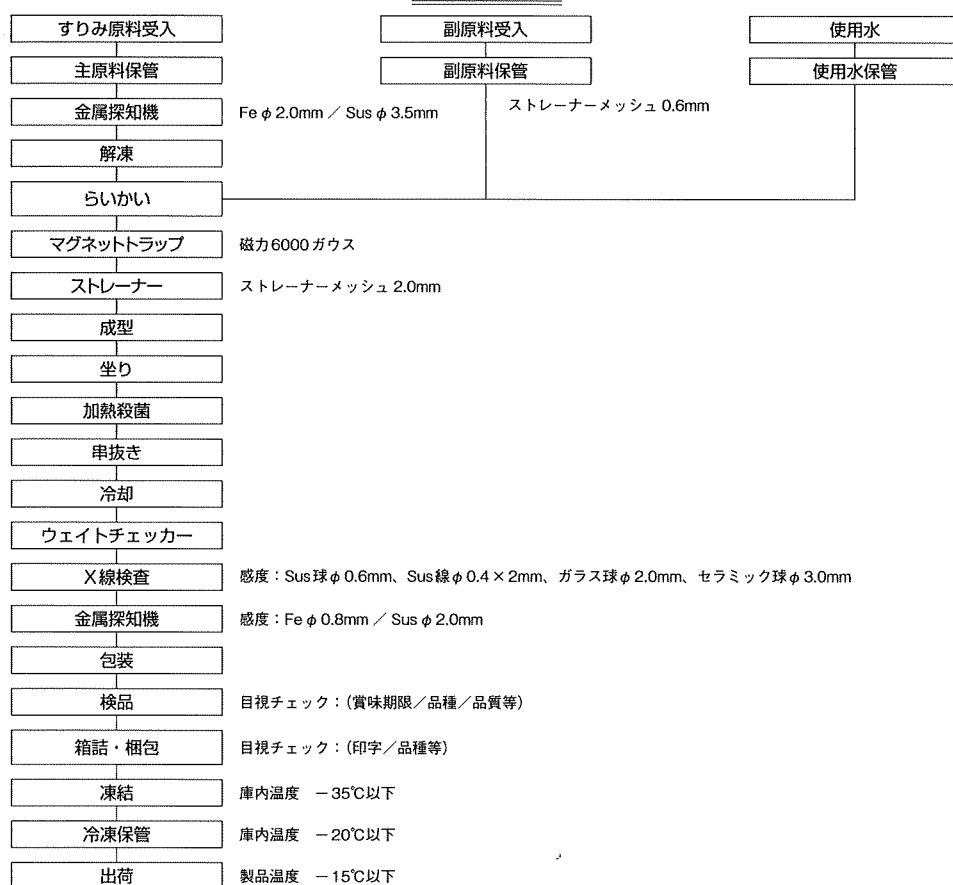 すりみ原料受入
副原料受入
使用水
主原料保管
副原料保管
使用水保管
金属探知機
Fe φ 2.0mm ／ Sus φ 3.5mm
ストレーナーメッシュ 0.6mm
解凍
らいかい
マグネットトラップ
磁力6000ガウス
ストレーナー
ストレーナーメッシュ 2.0mm
成型
坐り
加熱殺菌
串抜き
冷却
ウェイトチェッカー
X線検査
感度：Sus球φ 0.6mm、Sus線φ 0.4×2mm、ガラス球φ 2.0mm、セラミック球φ 3.0mm
金属探知機
感度：Fe φ 0.8mm ／ Sus φ 2.0mm
包装
検品
目視チェック：（賞味期限／品種／品質等）
箱詰・梱包
目視チェック：（印字／品種等）
凍結
庫内温度　－35℃以下
冷凍保管
庫内温度　－20℃以下
出荷
製品温度　－15℃以下